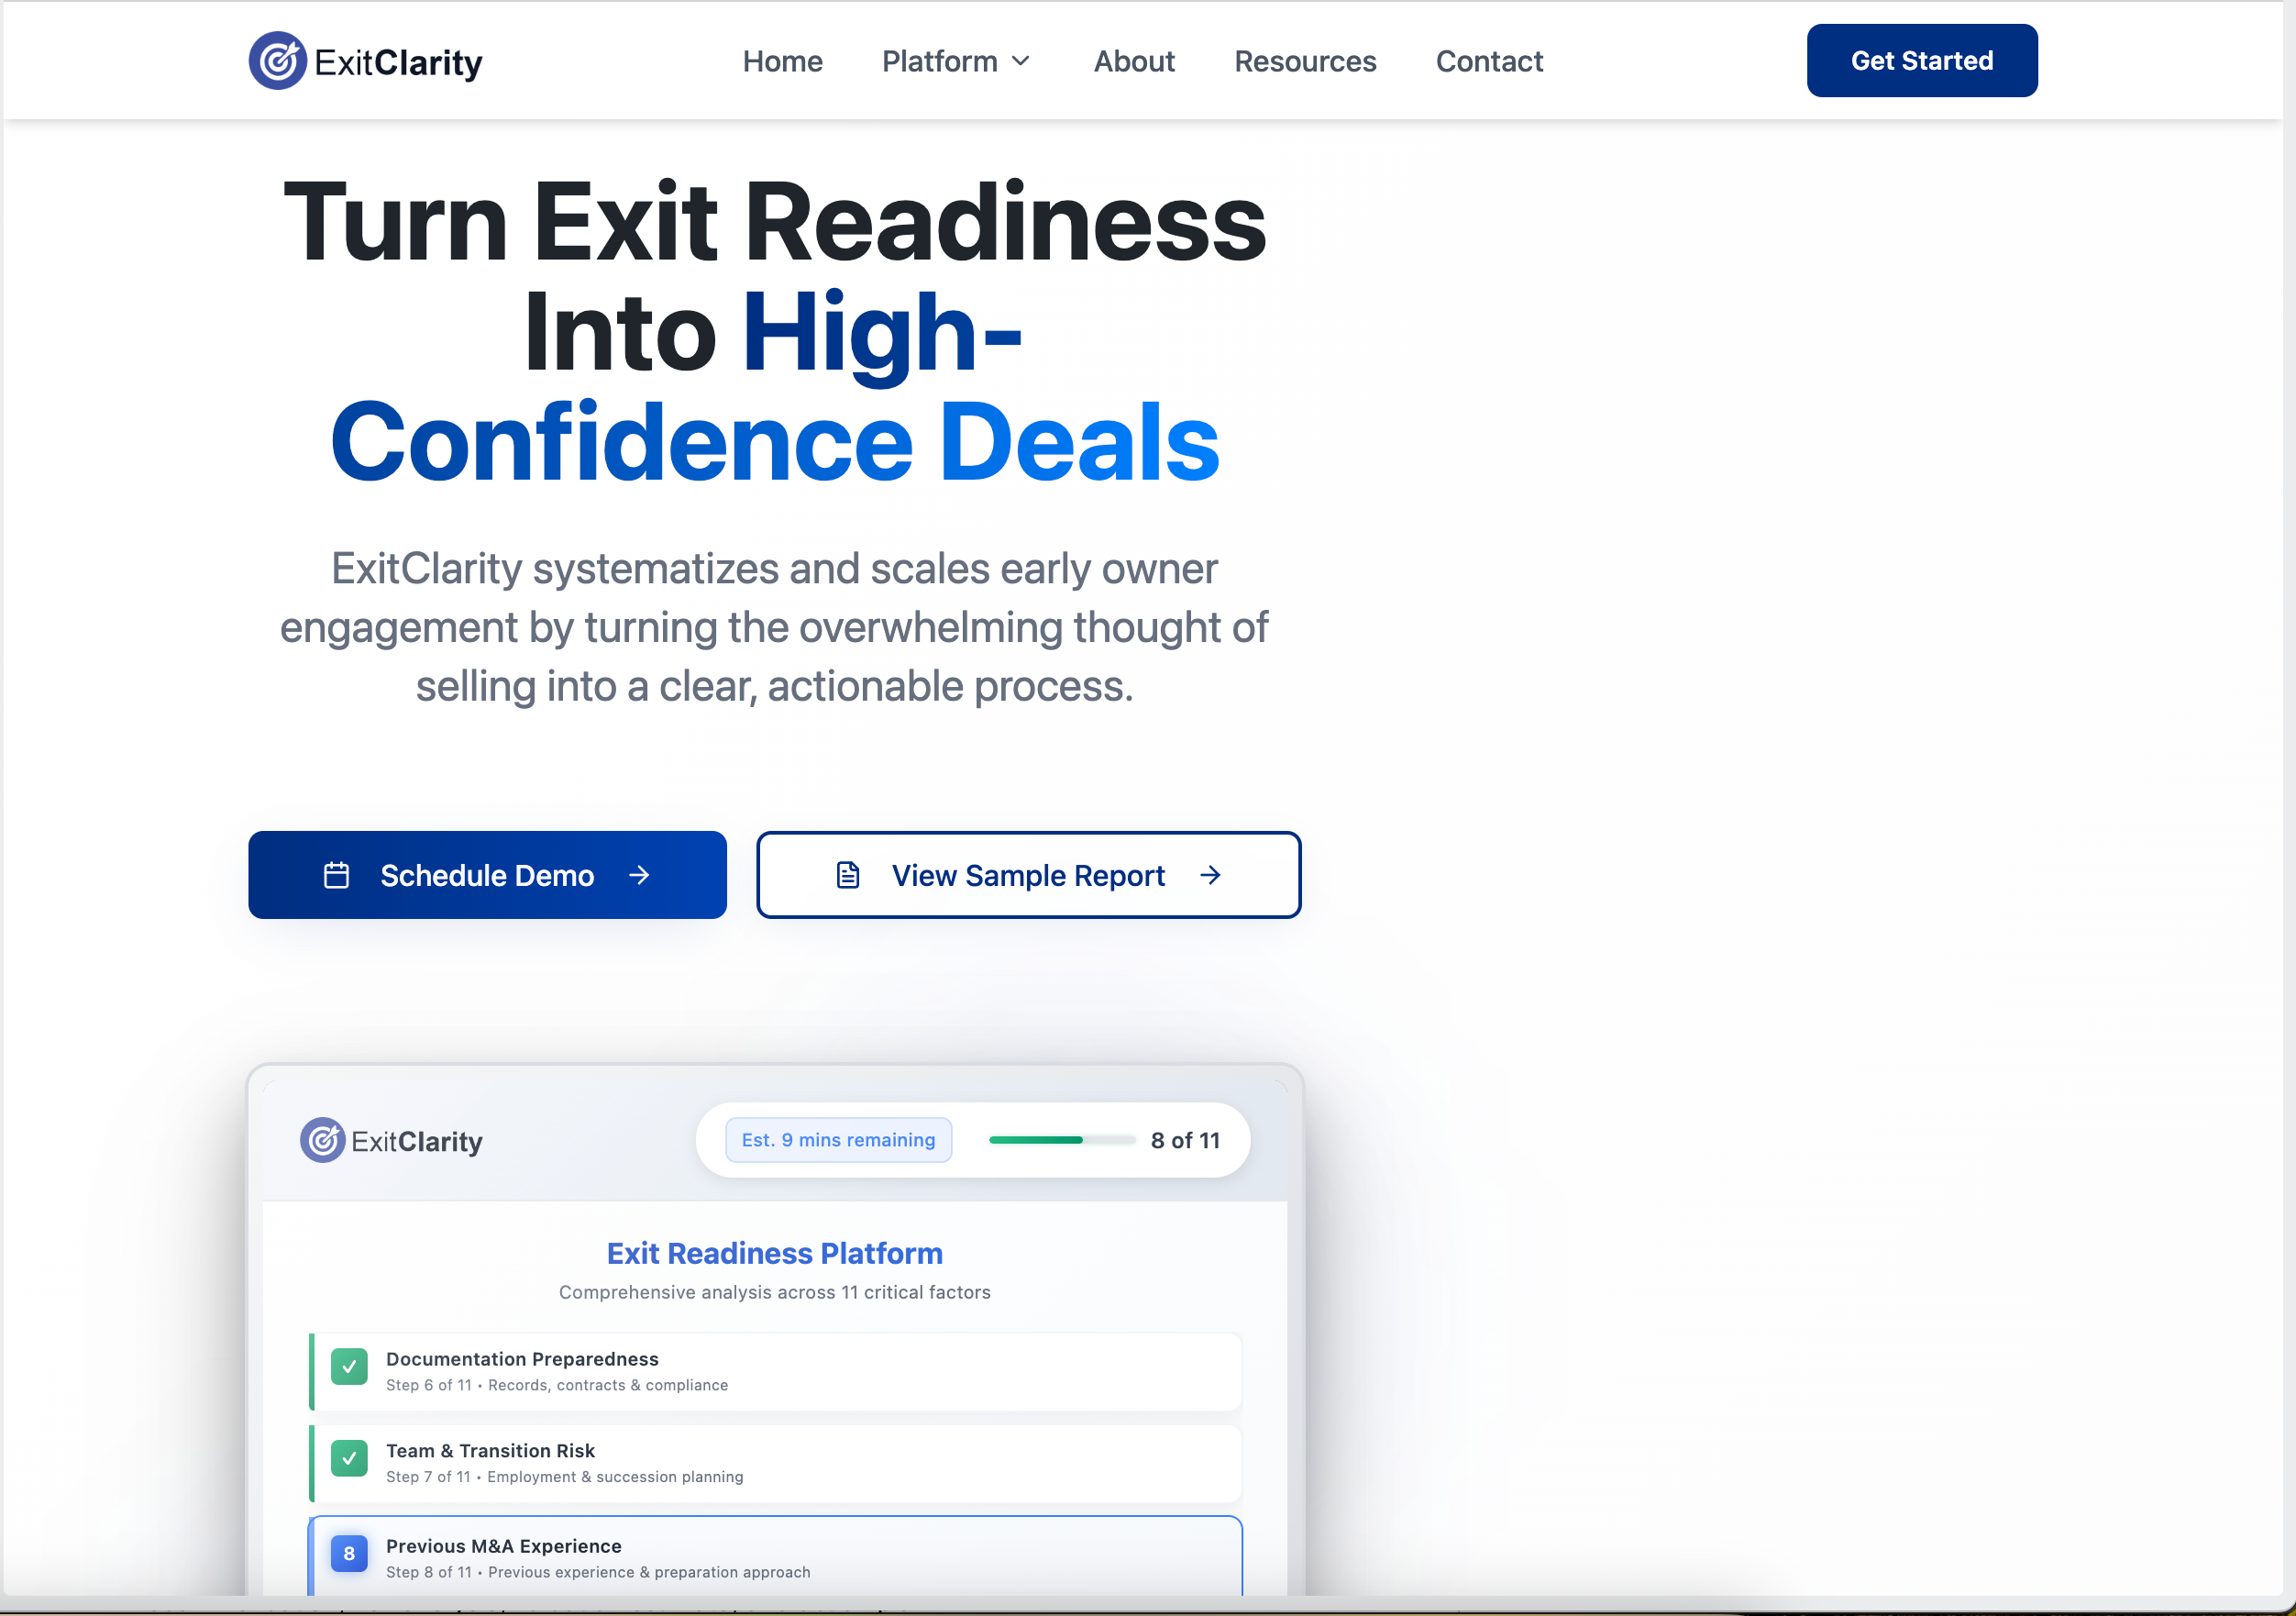 ExitClarity
Home
Platform
About
Resources
Contact
Get Started
Turn Exit Readiness
Into High-
Confidence Deals
ExitClarity systematizes and scales early owner
engagement by turning the overwhelming thought of
selling into a clear, actionable process.
Schedule Demo
View Sample Report
ExitClarity
Est. 9 mins remaining
8 of 11
Exit Readiness Platform
Comprehensive analysis across 11 critical factors
Documentation Preparedness
Step 6 of 11 • Records, contracts & compliance
Team & Transition Risk
Step 7 of 11 • Employment & succession planning
8
Previous M&A Experience
Step 8 of 11 • Previous experience & preparation approach